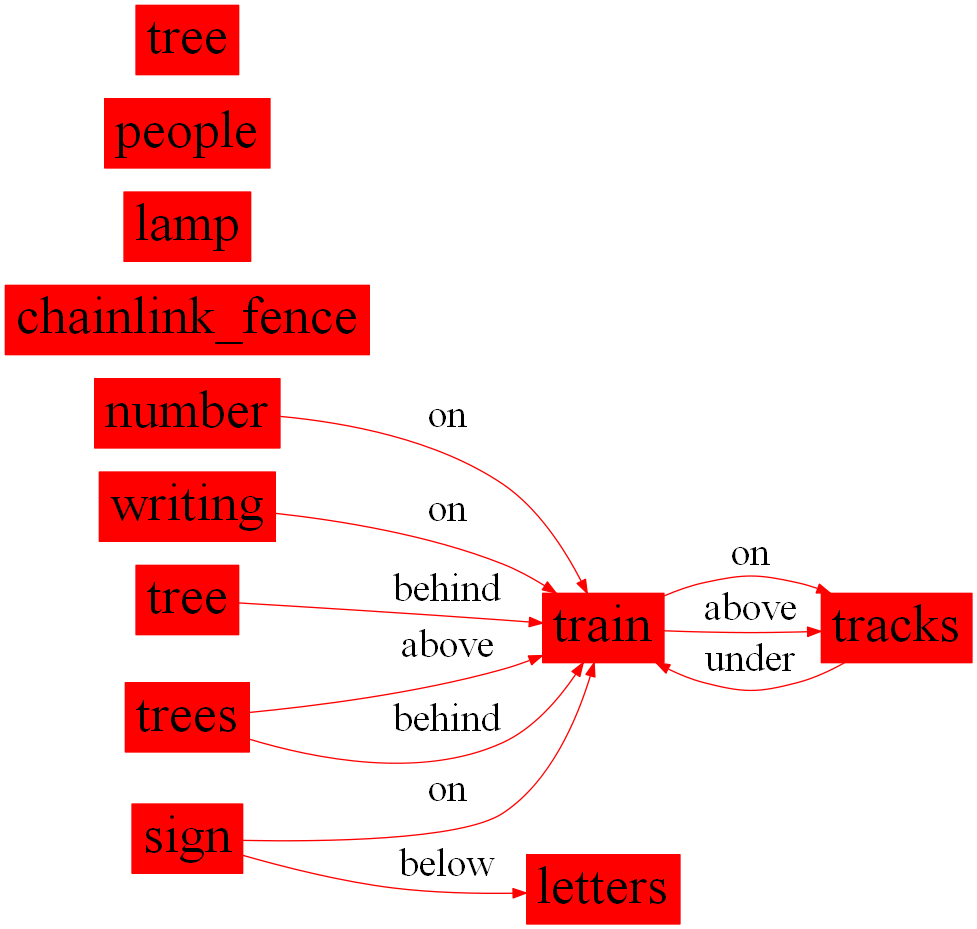 tree
people
lamp
chainlink_fence
number
on
writing
on
tree
behind
train
on
above
under
tracks
trees
above
behind
sign
on
below
letters